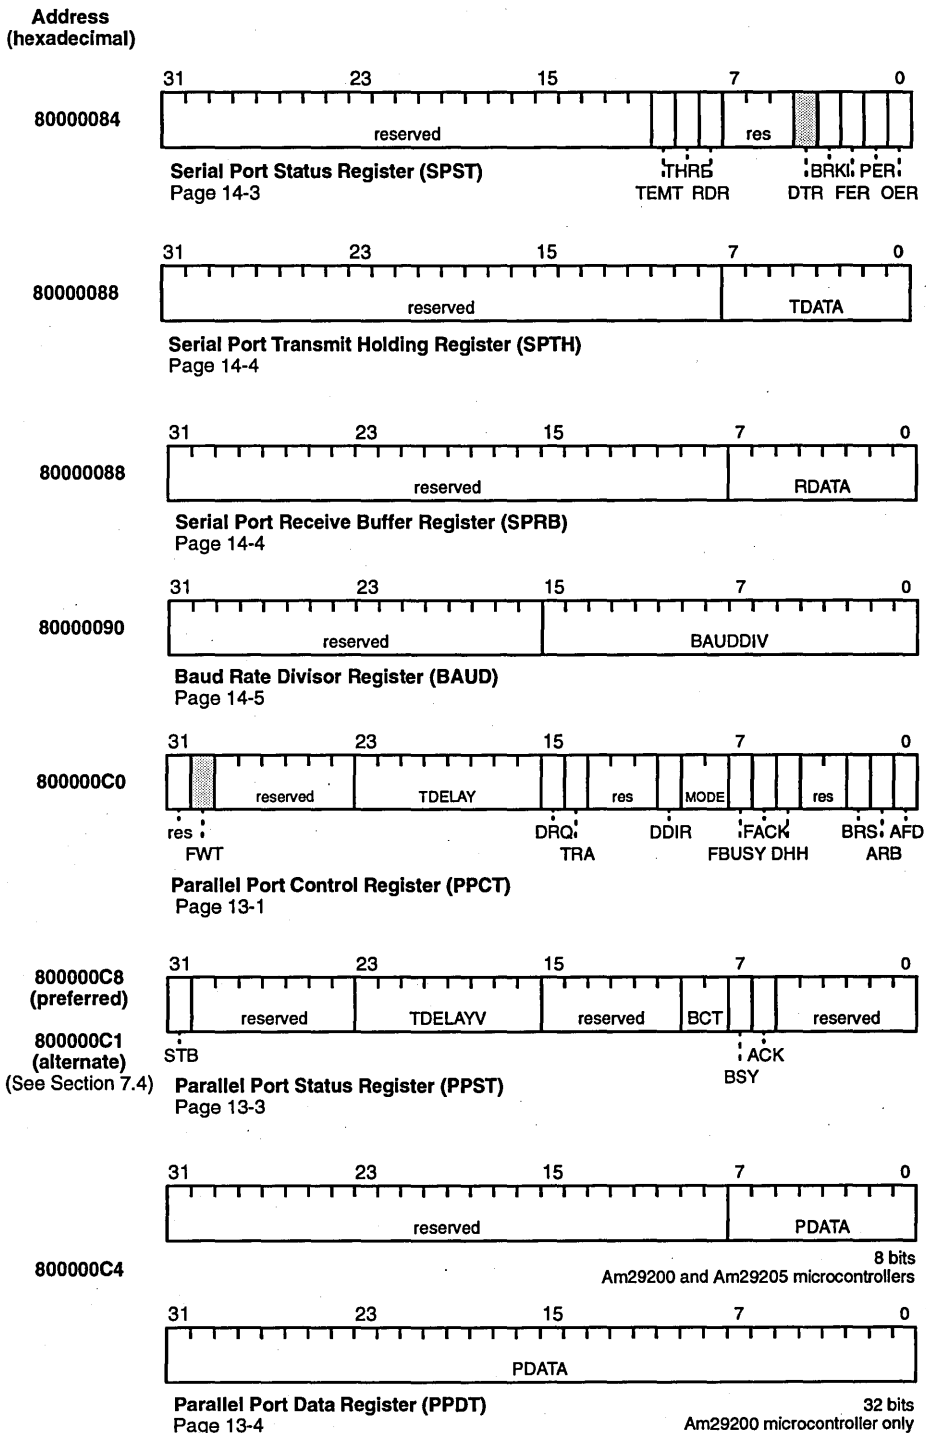 Address
(hexadecimal)
31 23 15 7 0
80000084
reserved res
THRE BRKI PER
TEMT RDR DTR FER OER
Serial Port Status Register (SPST)
Page 14-3
31 23 15 7 0
80000088
reserved TDATA
Serial Port Transmit Holding Register (SPTH)
Page 14-4
31 23 15 7 0
80000088
reserved RDATA
Serial Port Receive Buffer Register (SPRB)
Page 14-4
31 23 15 7 0
80000090
reserved BAUDDIV
Baud Rate Divisor Register (BAUD)
Page 14-5
31 23 15 7 0
800000C0
reserved TDELAY res MODE res
res DRQ DDIR FACK BRS AFD
FWT TRA FBUSY DHH ARB
Parallel Port Control Register (PPCT)
Page 13-1
31 23 15 7 0
800000C8
(preferred)
reserved TDELAYV reserved BCT reserved
800000C1
(alternate)
(See Section 7.4)
STB ACK
BSY
Parallel Port Status Register (PPST)
Page 13-3
31 23 15 7 0
reserved PDATA
8 bits
Am29200 and Am29205 microcontrollers
800000C4
31 23 15 7 0
PDATA
Parallel Port Data Register (PPDT)
Page 13-4
32 bits
Am29200 microcontroller only